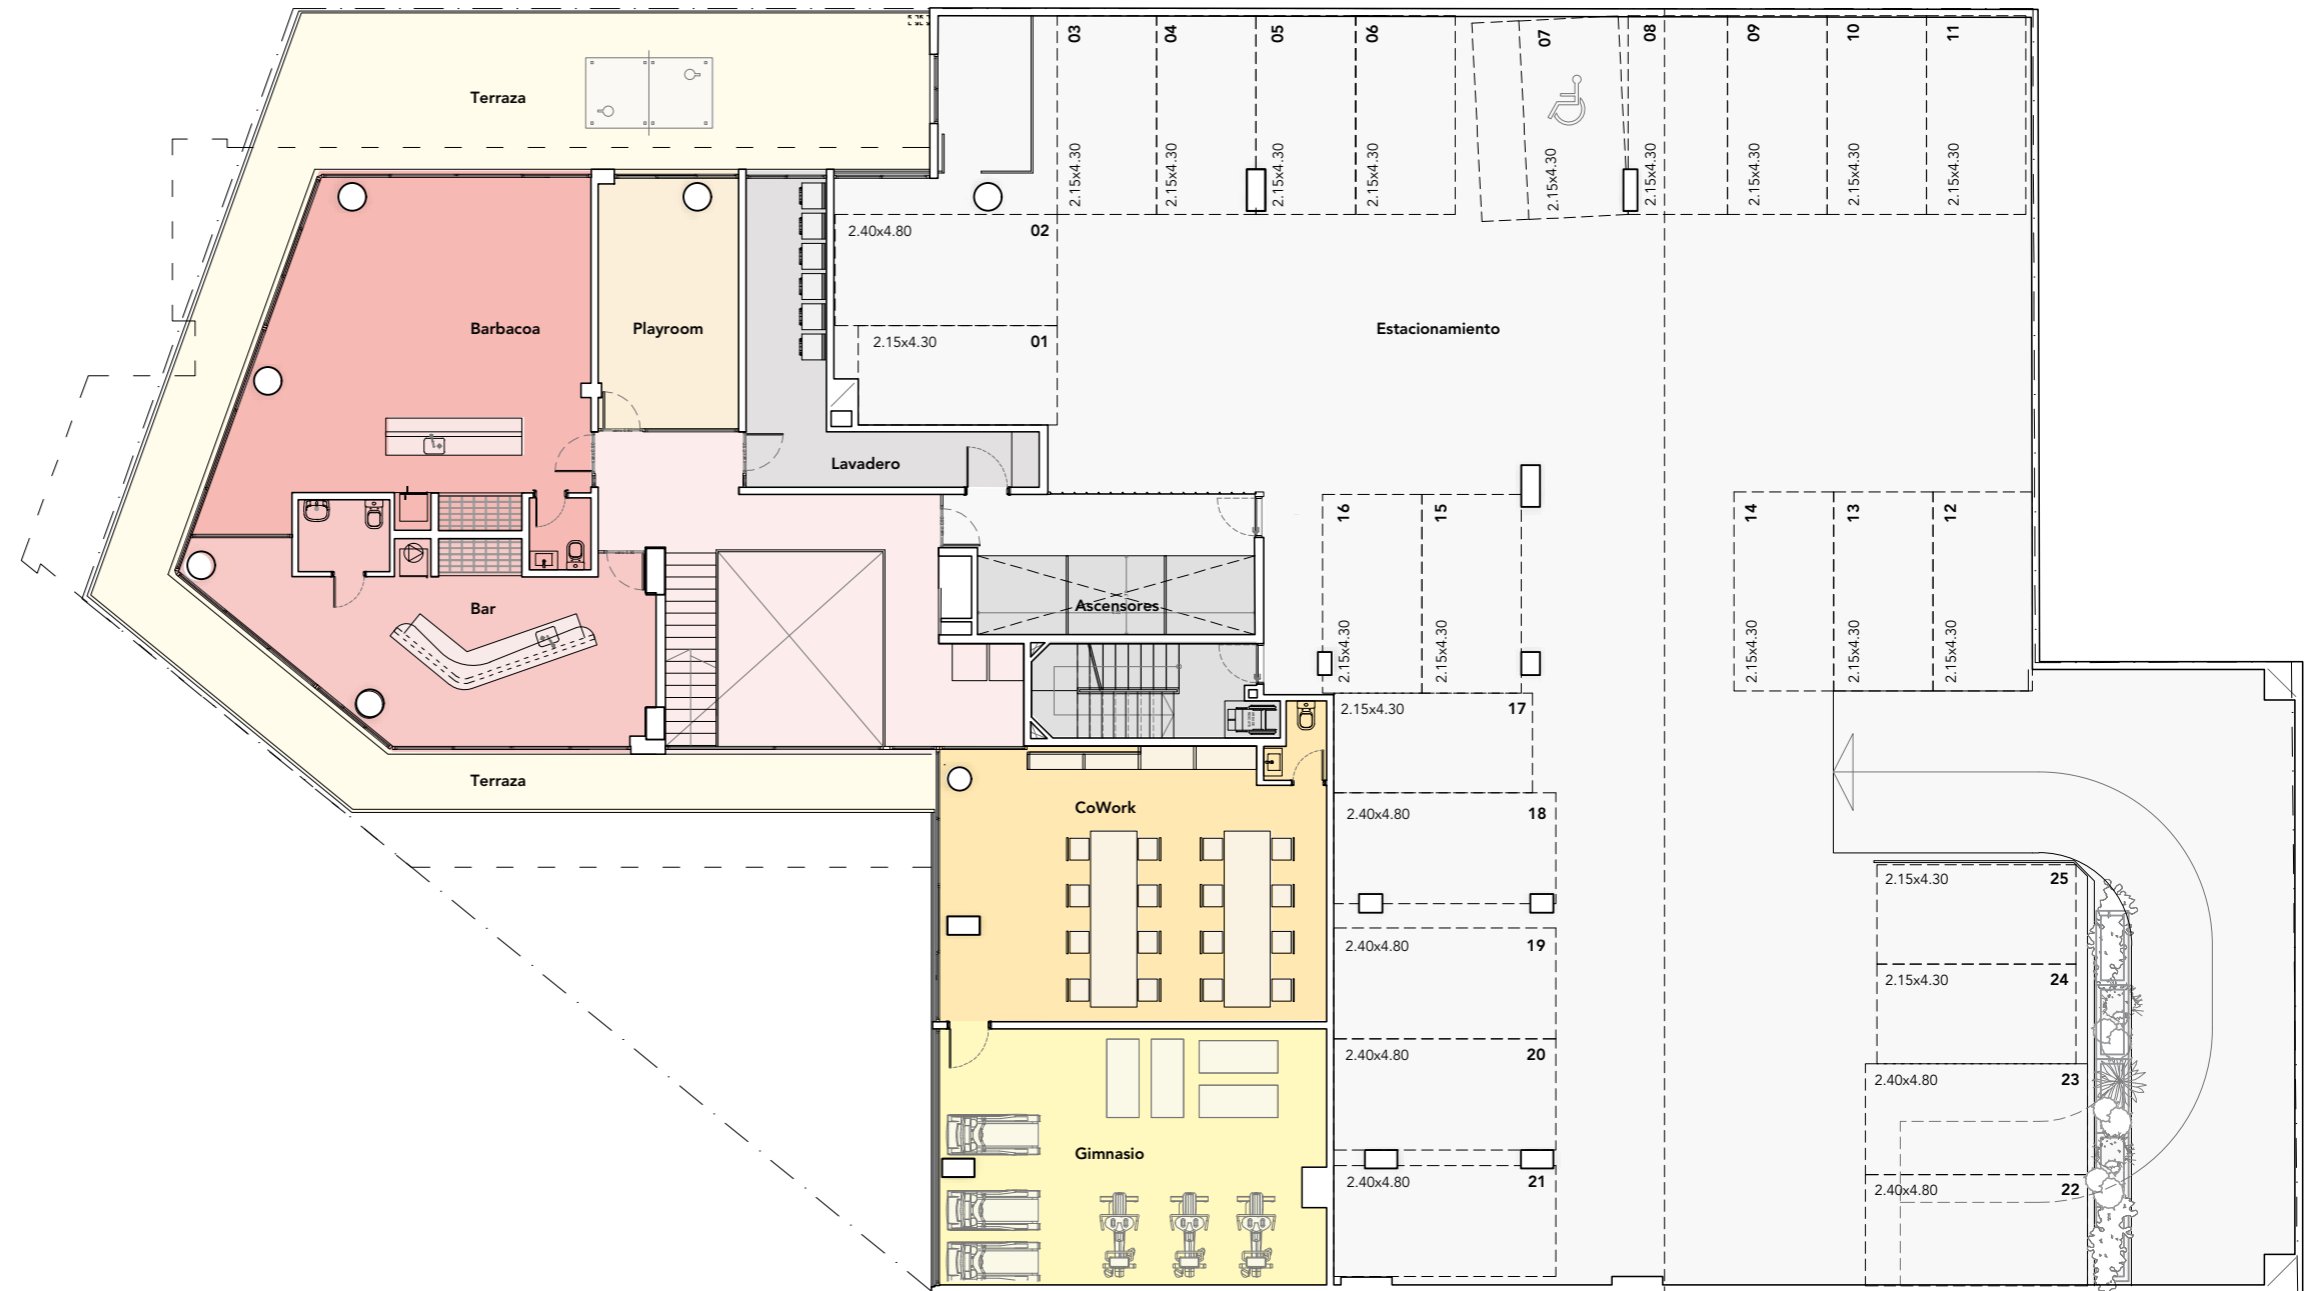 Terraza
03
04
05
06
07
08
09
10
11
2.15x4.30
2.15x4.30
2.15x4.30
2.15x4.30
2.15x4.30
2.15x4.30
2.15x4.30
2.15x4.30
2.15x4.30
2.40x4.80 02
Barbacoa
Playroom
2.15x4.30 01
Estacionamiento
Lavadero
16
15
14
13
12
2.15x4.30
2.15x4.30
2.15x4.30
2.15x4.30
2.15x4.30
Bar
Ascensores
2.15x4.30 17
Terraza
CoWork
2.40x4.80 18
2.15x4.30 25
2.40x4.80 19
2.15x4.30 24
2.40x4.80 20
2.40x4.80 23
Gimnasio
2.40x4.80 21
2.40x4.80 22